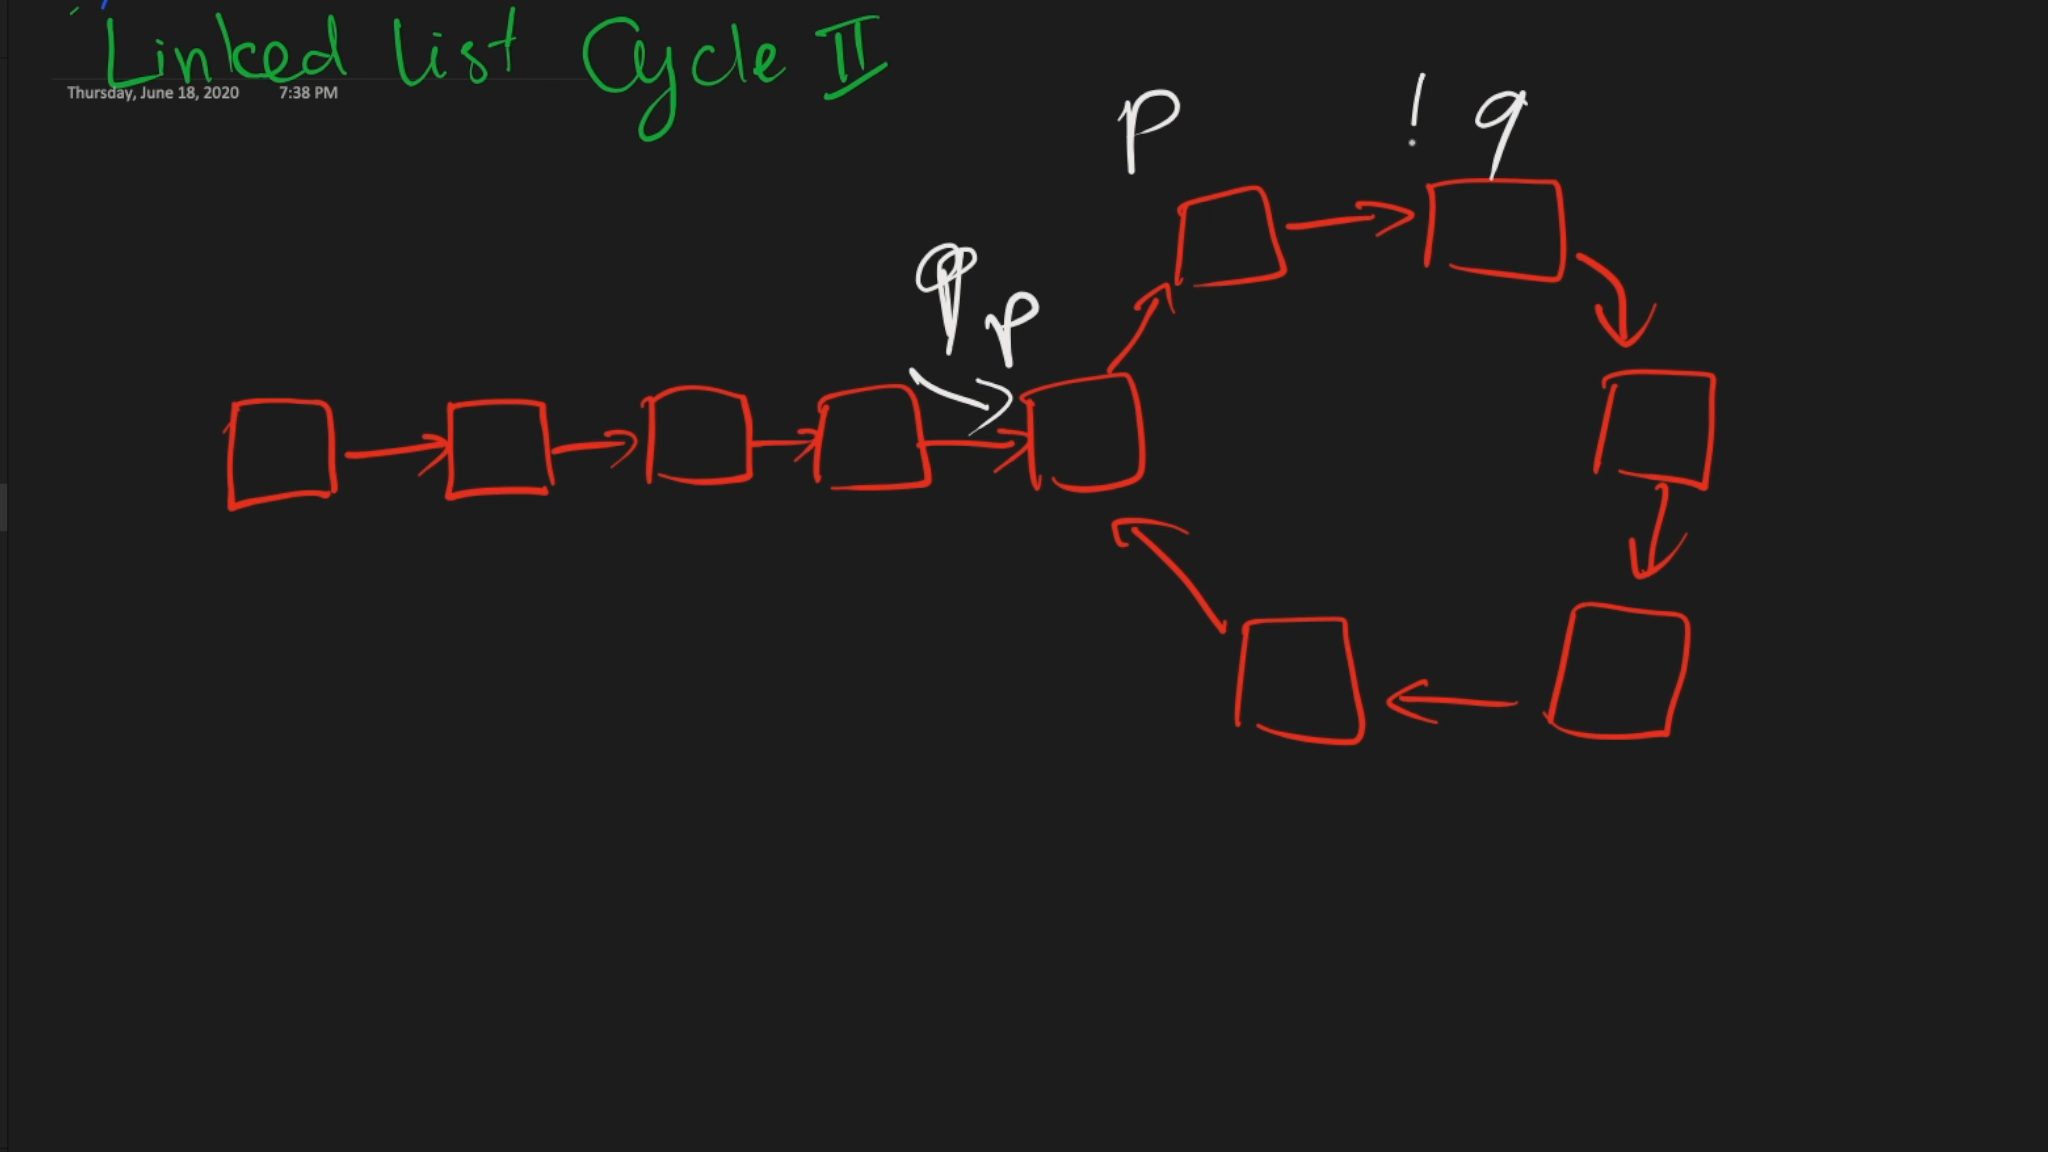 Linked List Cycle II
Thursday, June 18, 2020 7:38 PM
p ! q
q p